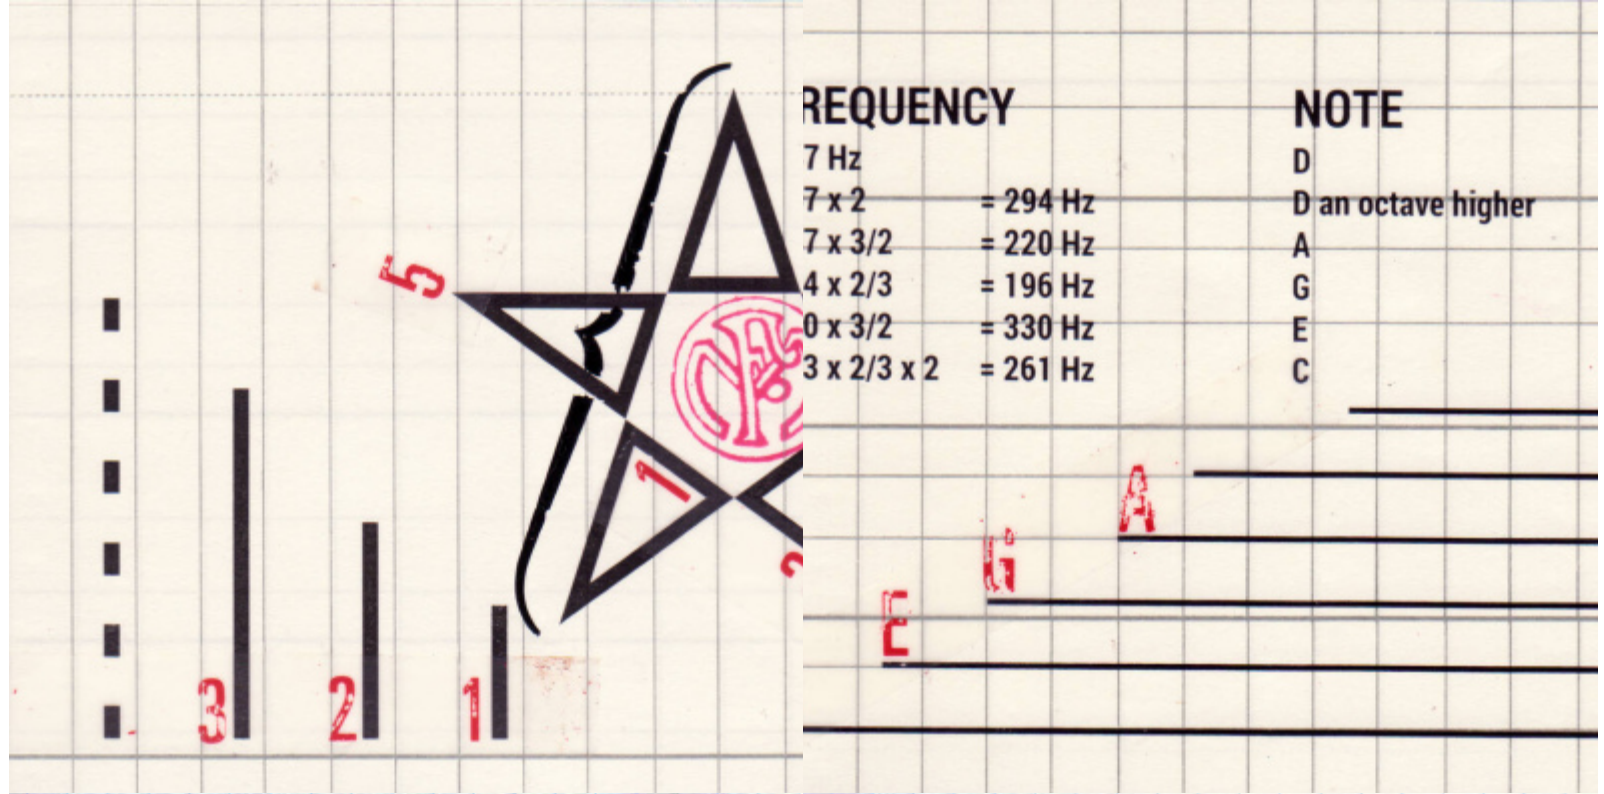 5
1
3
2
1
REQUENCY NOTE
7 Hz D
7 x 2 = 294 Hz D an octave higher
7 x 3/2 = 220 Hz A
4 x 2/3 = 196 Hz G
0 x 3/2 = 330 Hz E
3 x 2/3 x 2 = 261 Hz C
A
G
E